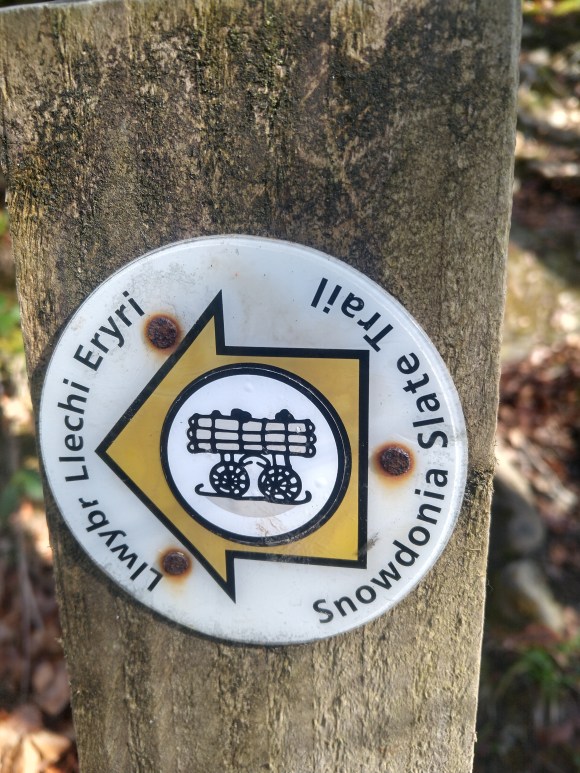 Llwybr Llechi Eryri
Snowdonia Slate Trail